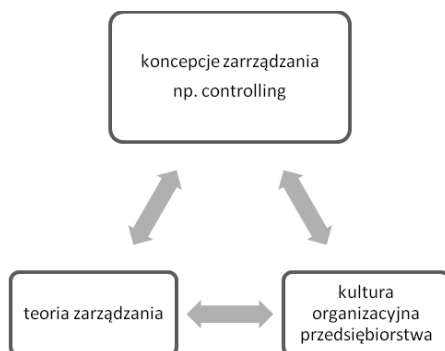 koncepcje zarrządzania
np. controlling
teoria zarządzania
kultura
organizacyjna
przedsiębiorstwa